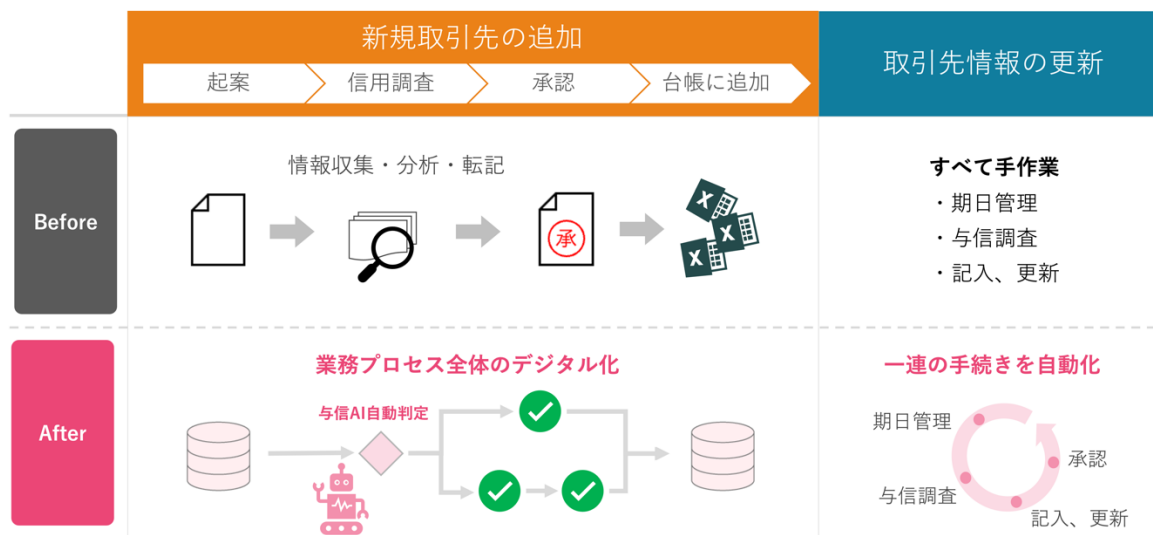 新規取引先の追加
起案
信用調査
承認
台帳に追加
取引先情報の更新
Before
情報収集・分析・転記
承
X
X
X
すべて手作業
・期日管理
・与信調査
・記入、更新
After
業務プロセス全体のデジタル化
与信AI自動判定
一連の手続きを自動化
期日管理
承認
与信調査
記入、更新